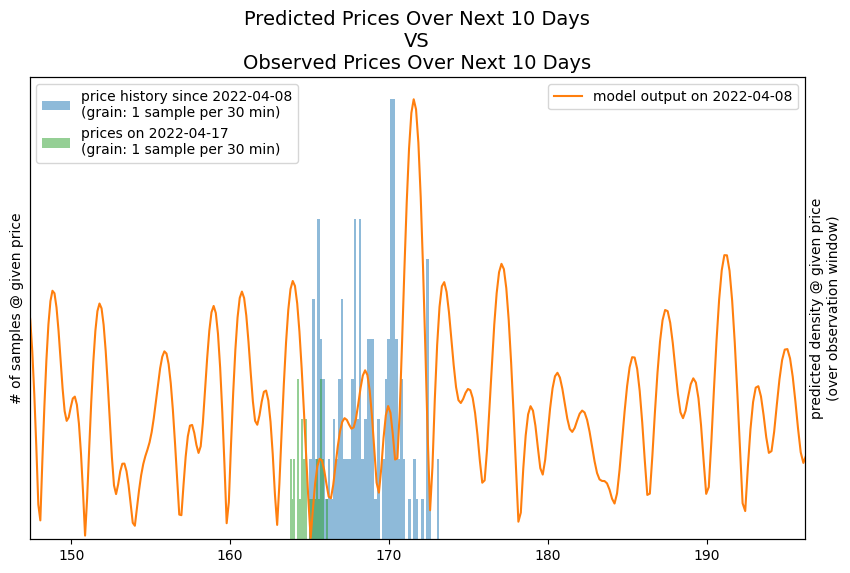 Predicted Prices Over Next 10 Days
VS
Observed Prices Over Next 10 Days
price history since 2022-04-08
(grain: 1 sample per 30 min)
prices on 2022-04-17
(grain: 1 sample per 30 min)
model output on 2022-04-08
# of samples @ given price
predicted density @ given price
(over observation window)
150 160 170 180 190